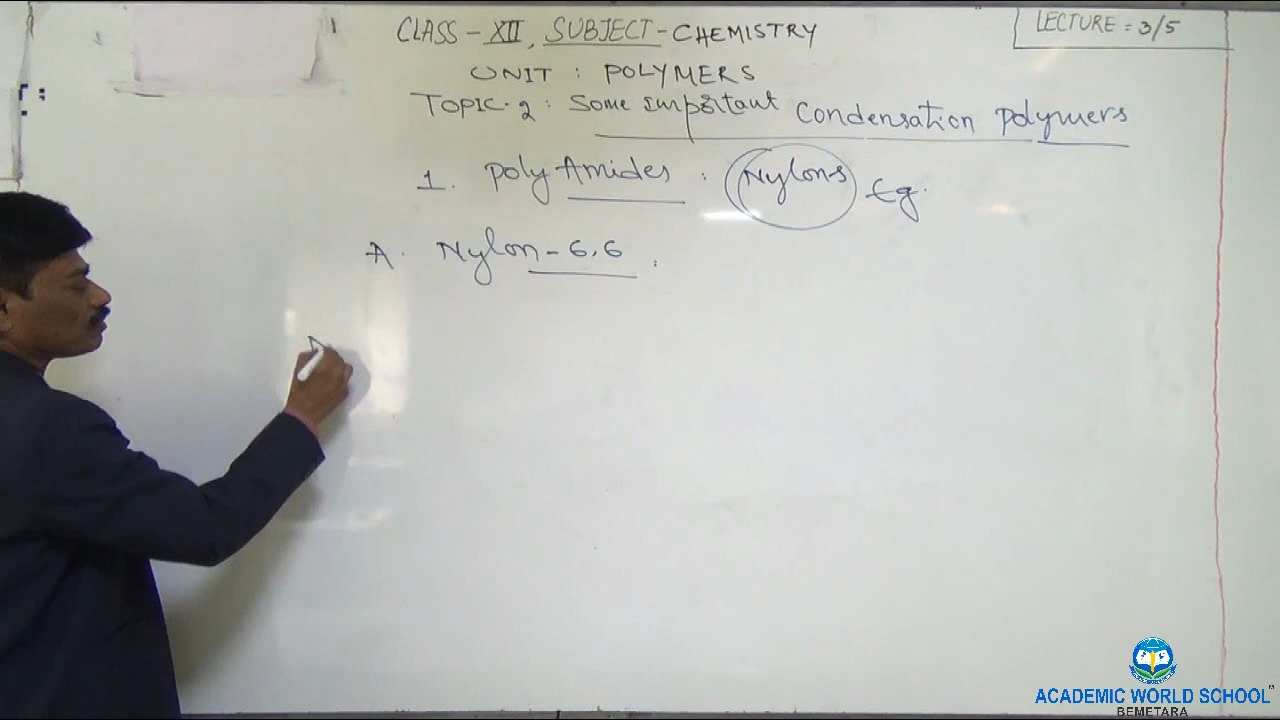 CLASS - XII, SUBJECT - CHEMISTRY
LECTURE = 3/5
UNIT : POLYMERS
TOPIC-2 : Some important Condensation Polymers
1. Poly Amides : Nylons Eg.
A. Nylon - 6,6 :
ACADEMIC WORLD SCHOOL"
BEMETARA